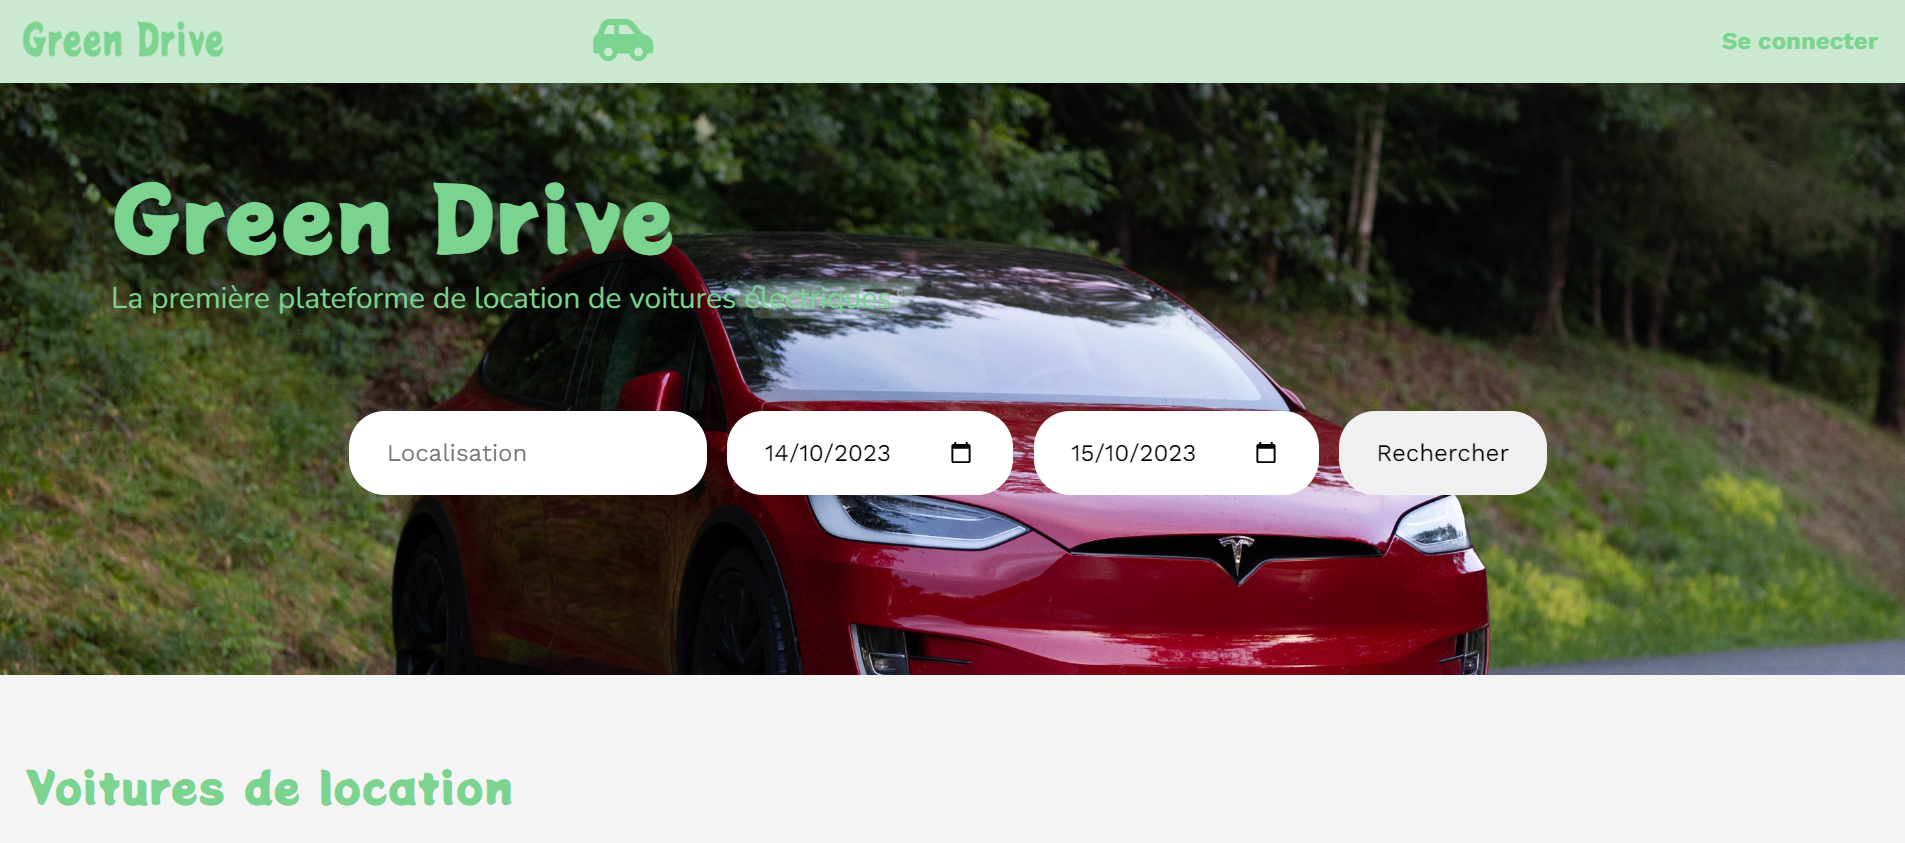 Green Drive
Se connecter
Green Drive
La première plateforme de location de voitures électriques
Localisation
14/10/2023
15/10/2023
Rechercher
Voitures de location